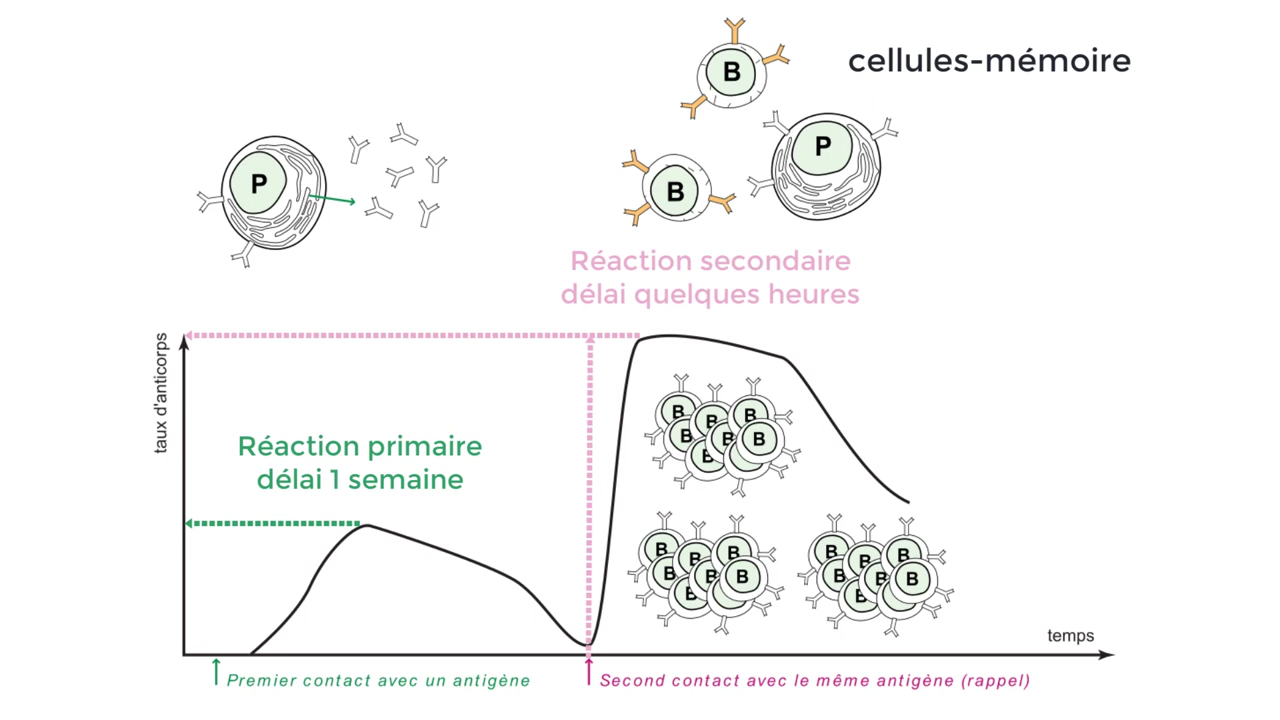 B
cellules-mémoire
P
P
B
Réaction secondaire
délai quelques heures
taux d'anticorps
Réaction primaire
délai 1 semaine
B B B
B B B
B
B B B
B B B
B
B B B
B B B
B
temps
Premier contact avec un antigène
Second contact avec le même antigène (rappel)